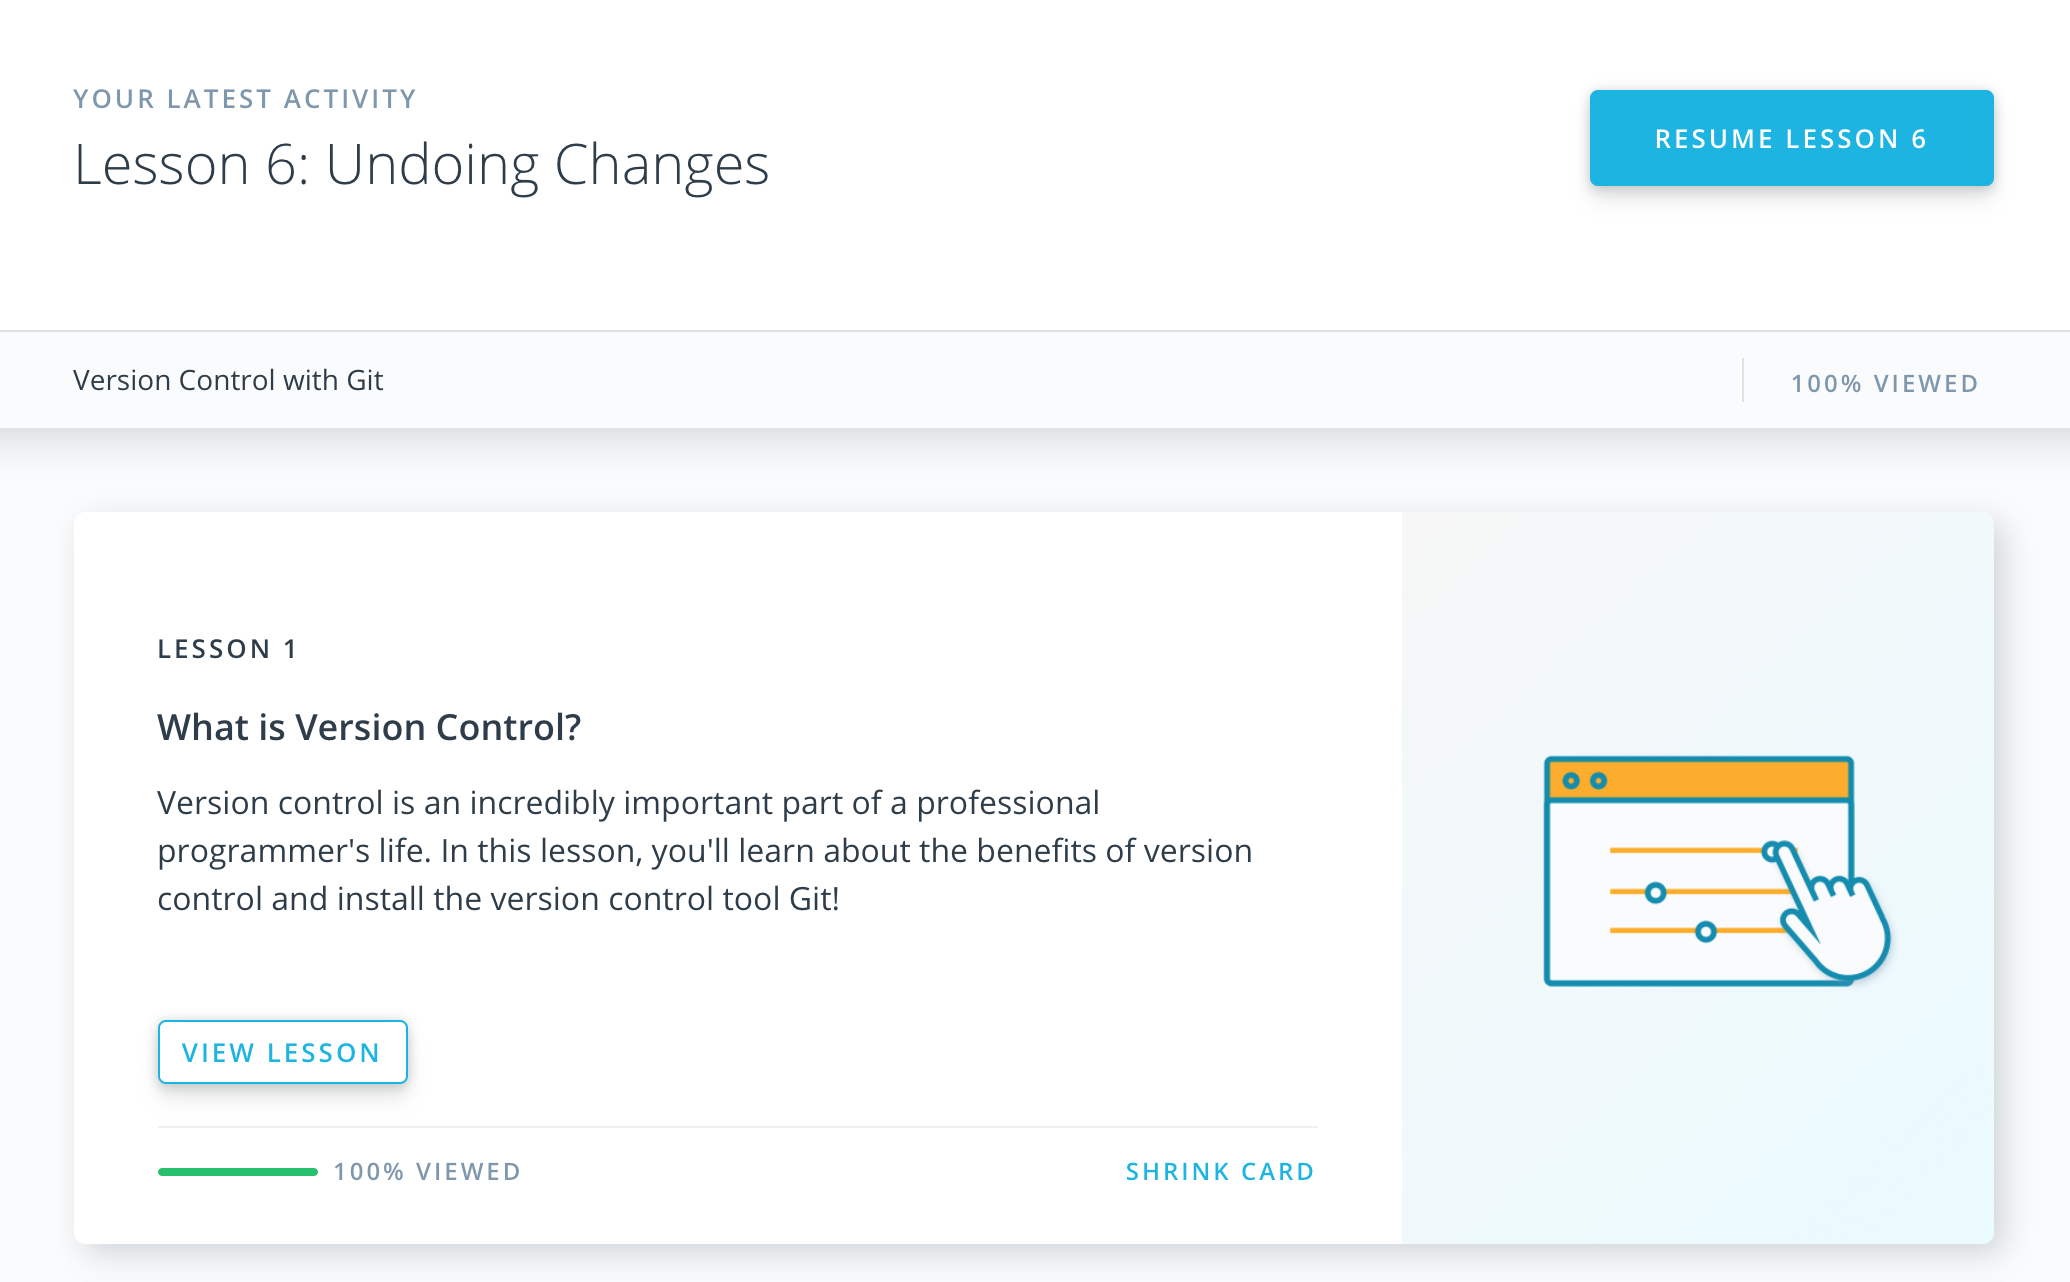 YOUR LATEST ACTIVITY
Lesson 6: Undoing Changes
RESUME LESSON 6
Version Control with Git
100% VIEWED
LESSON 1
What is Version Control?
Version control is an incredibly important part of a professional
programmer's life. In this lesson, you'll learn about the benefits of version
control and install the version control tool Git!
VIEW LESSON
100% VIEWED
SHRINK CARD